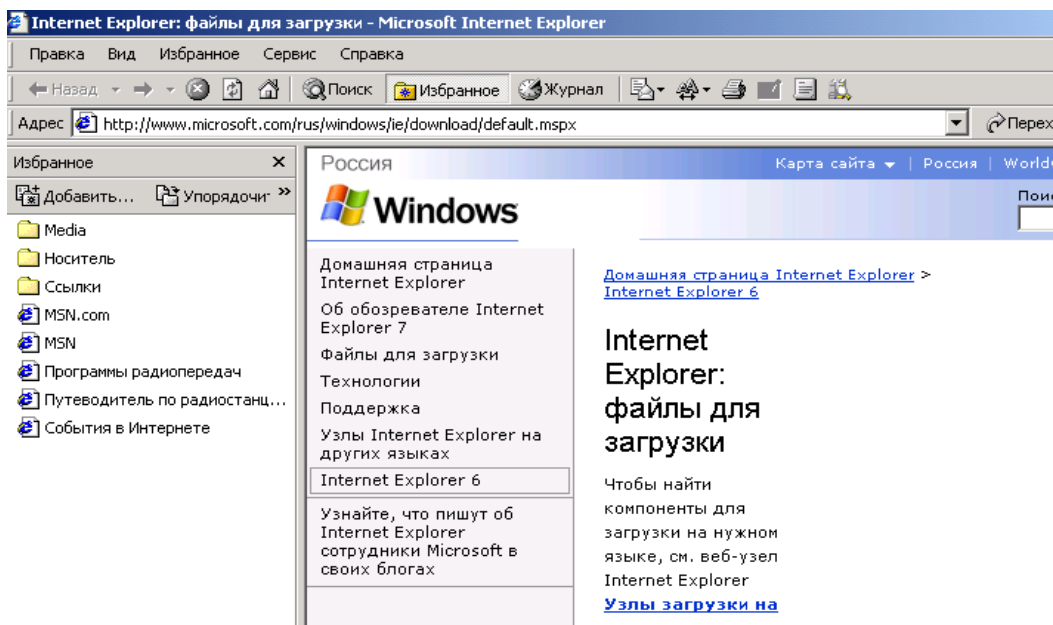 Internet Explorer: файлы для загрузки - Microsoft Internet Explorer
Правка Вид Избранное Сервис Справка
Назад Поиск Избранное Журнал
Адрес http://www.microsoft.com/rus/windows/ie/download/default.mspx Перех
Избранное
Добавить... Упорядочит »
Media
Носитель
Ссылки
MSN.com
MSN
Программы радиопередач
Путеводитель по радиостанц...
События в Интернете
Россия Карта сайта | Россия | Worldw
Windows
Поис
Домашняя страница
Internet Explorer
Об обозревателе Internet
Explorer 7
Файлы для загрузки
Технологии
Поддержка
Узлы Internet Explorer на
других языках
Internet Explorer 6
Узнайте, что пишут об
Internet Explorer
сотрудники Microsoft в
своих блогах
Домашняя страница Internet Explorer >
Internet Explorer 6
Internet
Explorer:
файлы для
загрузки
Чтобы найти
компоненты для
загрузки на нужном
языке, см. веб-узел
Internet Explorer
Узлы загрузки на